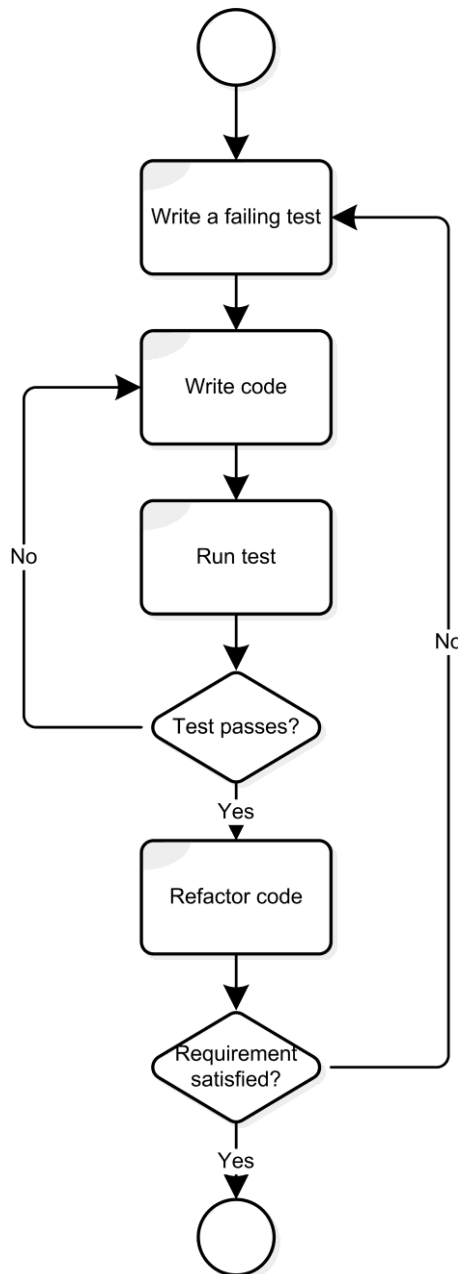 Write a failing test
Write code
No
Run test
No
Test passes?
Yes
Refactor code
Requirement
satisfied?
Yes